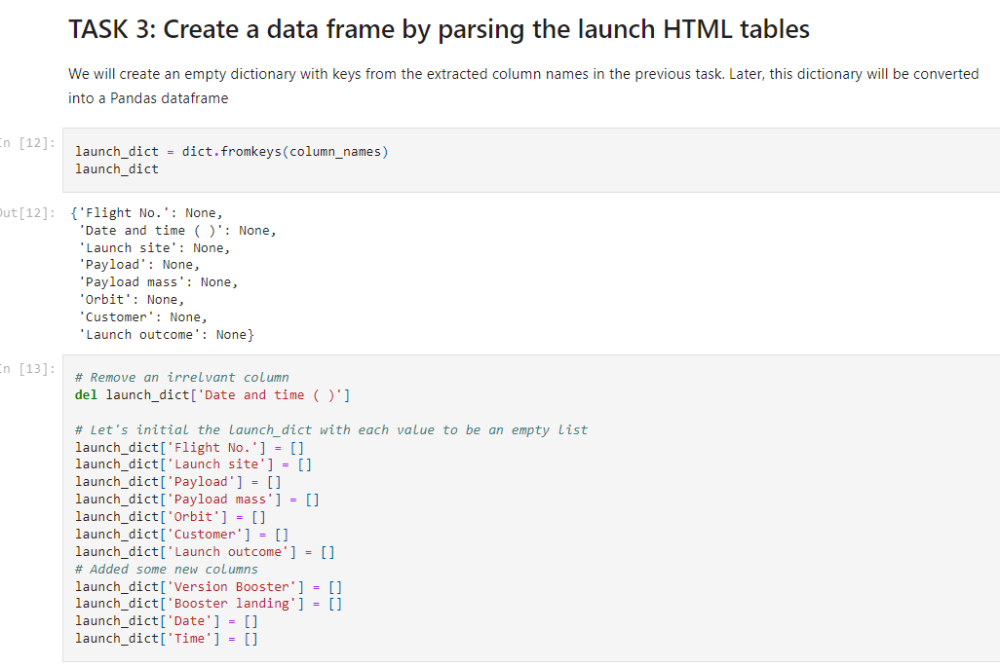 TASK 3: Create a data frame by parsing the launch HTML tables
We will create an empty dictionary with keys from the extracted column names in the previous task. Later, this dictionary will be converted
into a Pandas dataframe
In [12]:
launch_dict = dict.fromkeys(column_names)
launch_dict
Out[12]:
{'Flight No.': None,
'Date and time ( )': None,
'Launch site': None,
'Payload': None,
'Payload mass': None,
'Orbit': None,
'Customer': None,
'Launch outcome': None}
In [13]:
# Remove an irrelvant column
del launch_dict['Date and time ( )']
# Let's initial the launch_dict with each value to be an empty list
launch_dict['Flight No.'] = []
launch_dict['Launch site'] = []
launch_dict['Payload'] = []
launch_dict['Payload mass'] = []
launch_dict['Orbit'] = []
launch_dict['Customer'] = []
launch_dict['Launch outcome'] = []
# Added some new columns
launch_dict['Version Booster'] = []
launch_dict['Booster landing'] = []
launch_dict['Date'] = []
launch_dict['Time'] = []